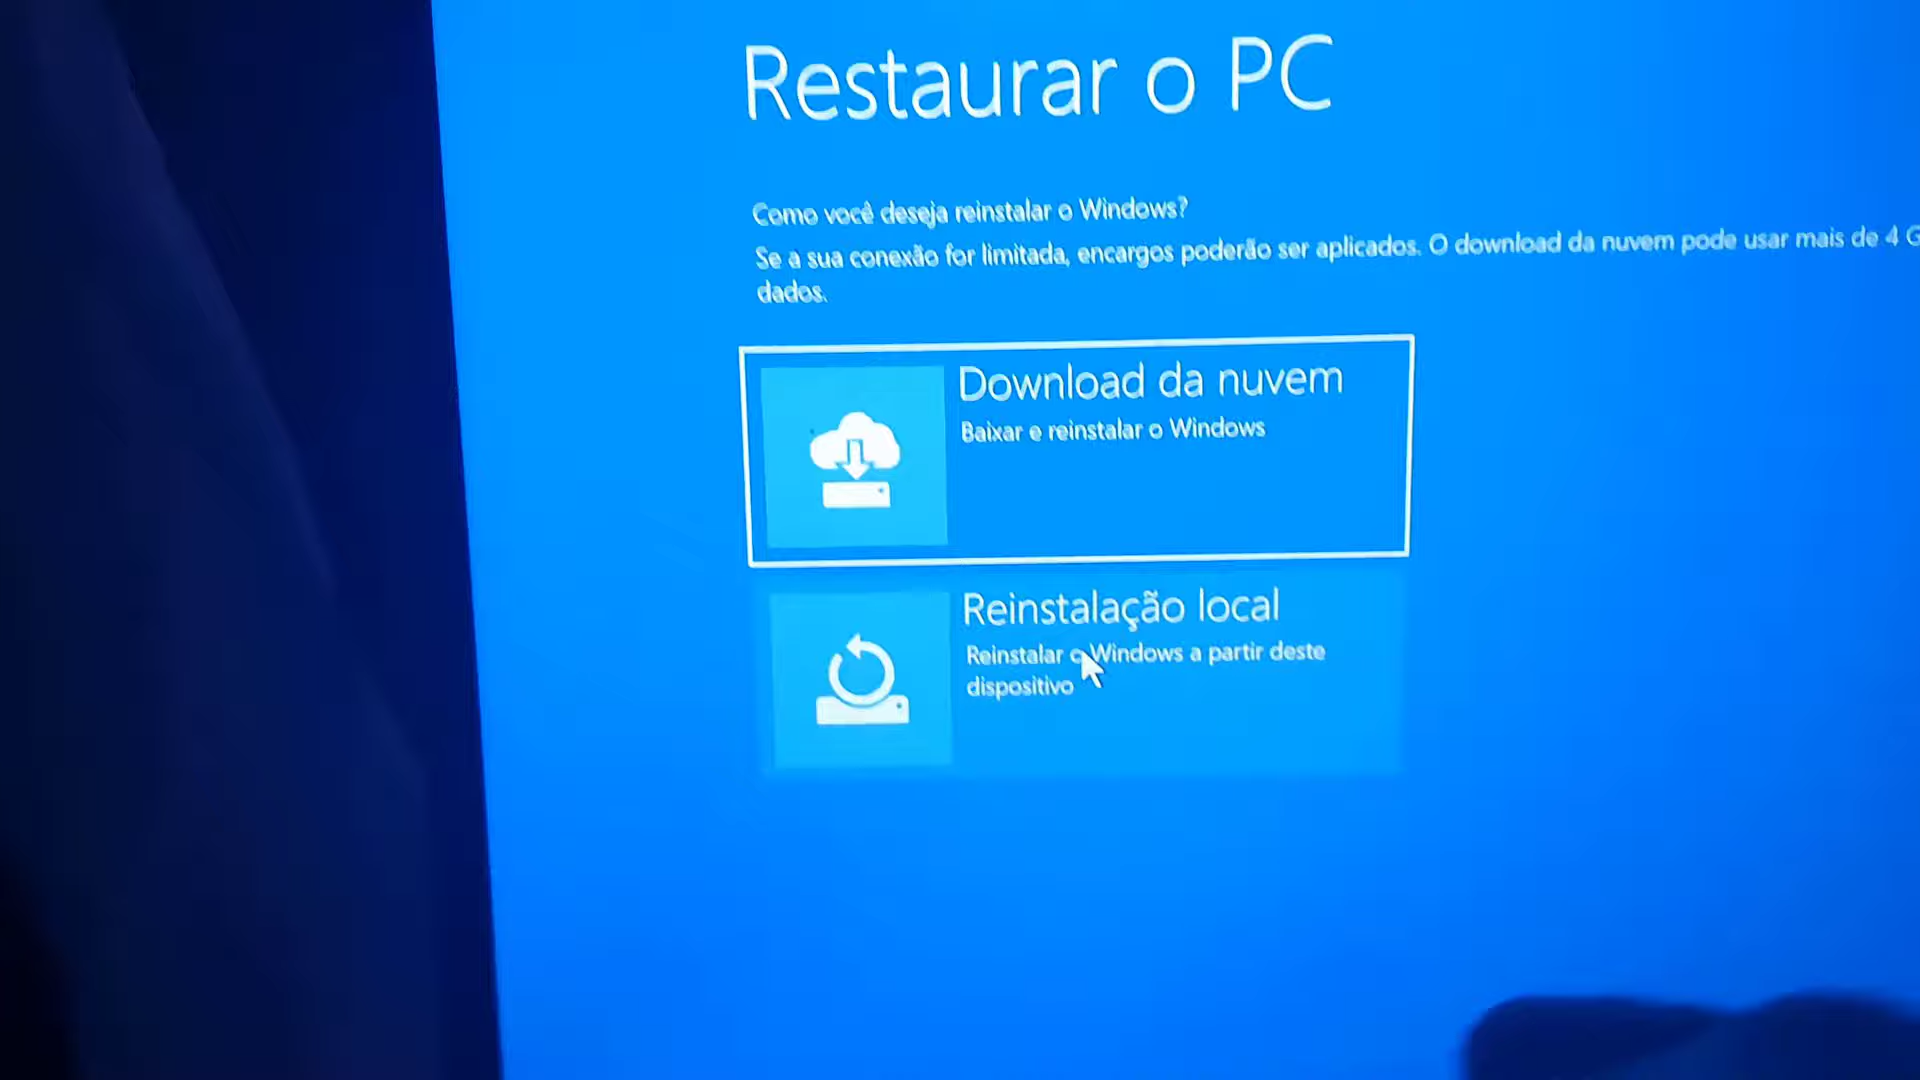 Restaurar o PC
Como você deseja reinstalar o Windows?
Se a sua conexão for limitada, encargos poderão ser aplicados. O download da nuvem pode usar mais de 4
dados.
Download da nuvem
Baixar e reinstalar o Windows
Reinstalação local
Reinstalar o Windows a partir deste
dispositivo